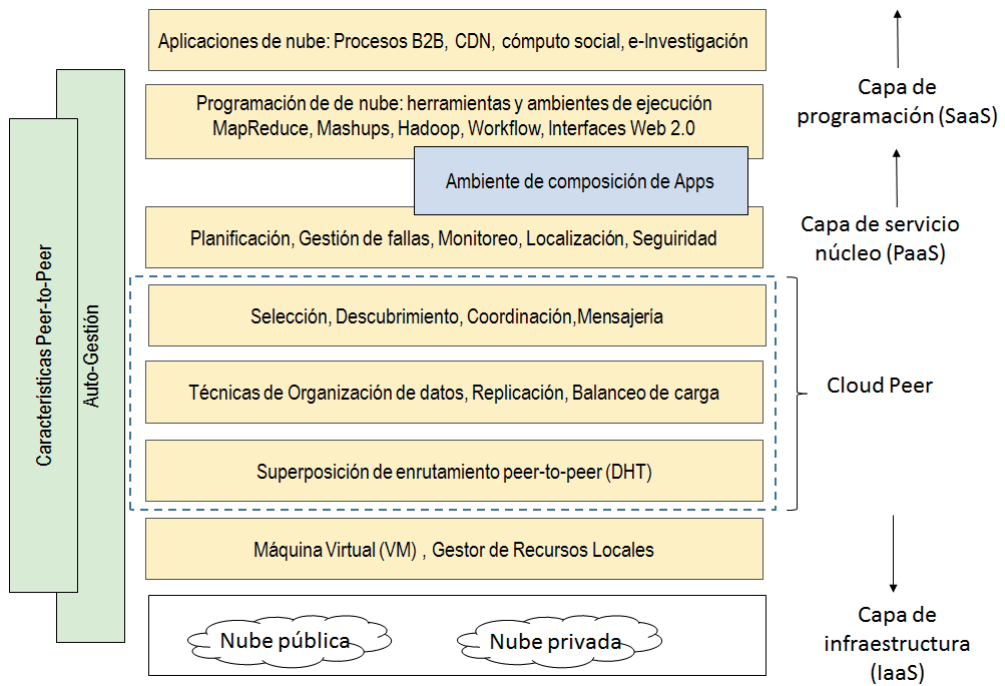 Aplicaciones de nube: Procesos B2B, CDN, cómputo social, e-Investigación
Programación de de nube: herramientas y ambientes de ejecución
MapReduce, Mashups, Hadoop, Workflow, Interfaces Web 2.0
Ambiente de composición de Apps
Planificación, Gestión de fallas, Monitoreo, Localización, Seguiridad
Selección, Descubrimiento, Coordinación,Mensajería
Técnicas de Organización de datos, Replicación, Balanceo de carga
Superposición de enrutamiento peer-to-peer (DHT)
Máquina Virtual (VM) , Gestor de Recursos Locales
Nube pública
Nube privada
Características Peer-to-Peer
Auto-Gestión
Capa de
programación (SaaS)
Capa de servicio
núcleo (PaaS)
Cloud Peer
Capa de
infraestructura
(IaaS)